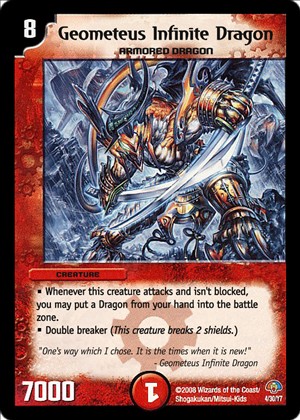 8
Geometeus Infinite Dragon
ARMORED DRAGON
CREATURE
▪ Whenever this creature attacks and isn't blocked,
you may put a Dragon from your hand into the battle
zone.
▪ Double breaker (This creature breaks 2 shields.)
"One's way which I chose. It is the times when it is new!"
- Geometeus Infinite Dragon
7000
1
©2008 Wizards of the Coast/
Shogakukan/Mitsui-Kids
4/30/Y7